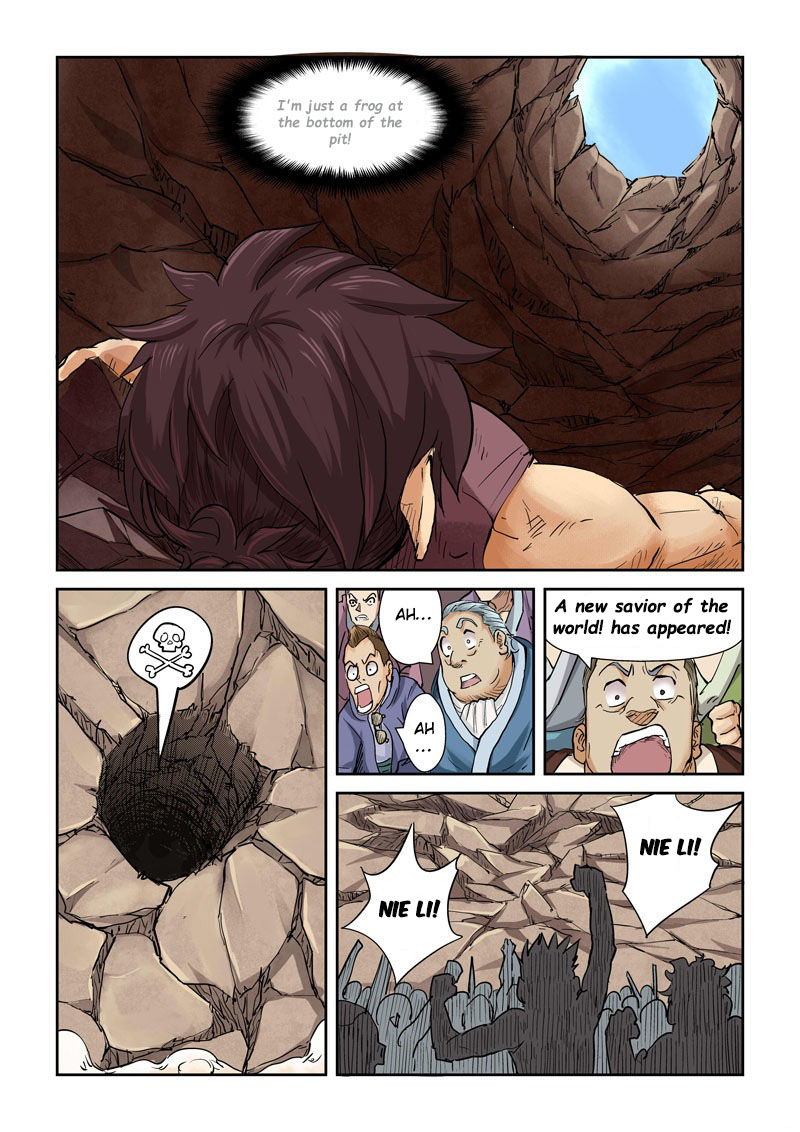 I'm just a frog at
the bottom of the
pit!
AH...
AH
...
A new savior of the
world! has appeared!
NIE LI!
NIE LI!